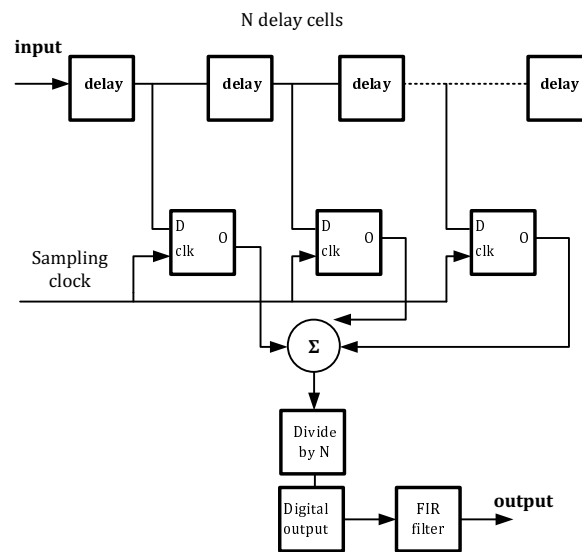 N delay cells
input
delay
delay
delay
delay
D
clk
O
D
clk
O
D
clk
O
Sampling
clock
Σ
Divide
by N
Digital
output
FIR
filter
output